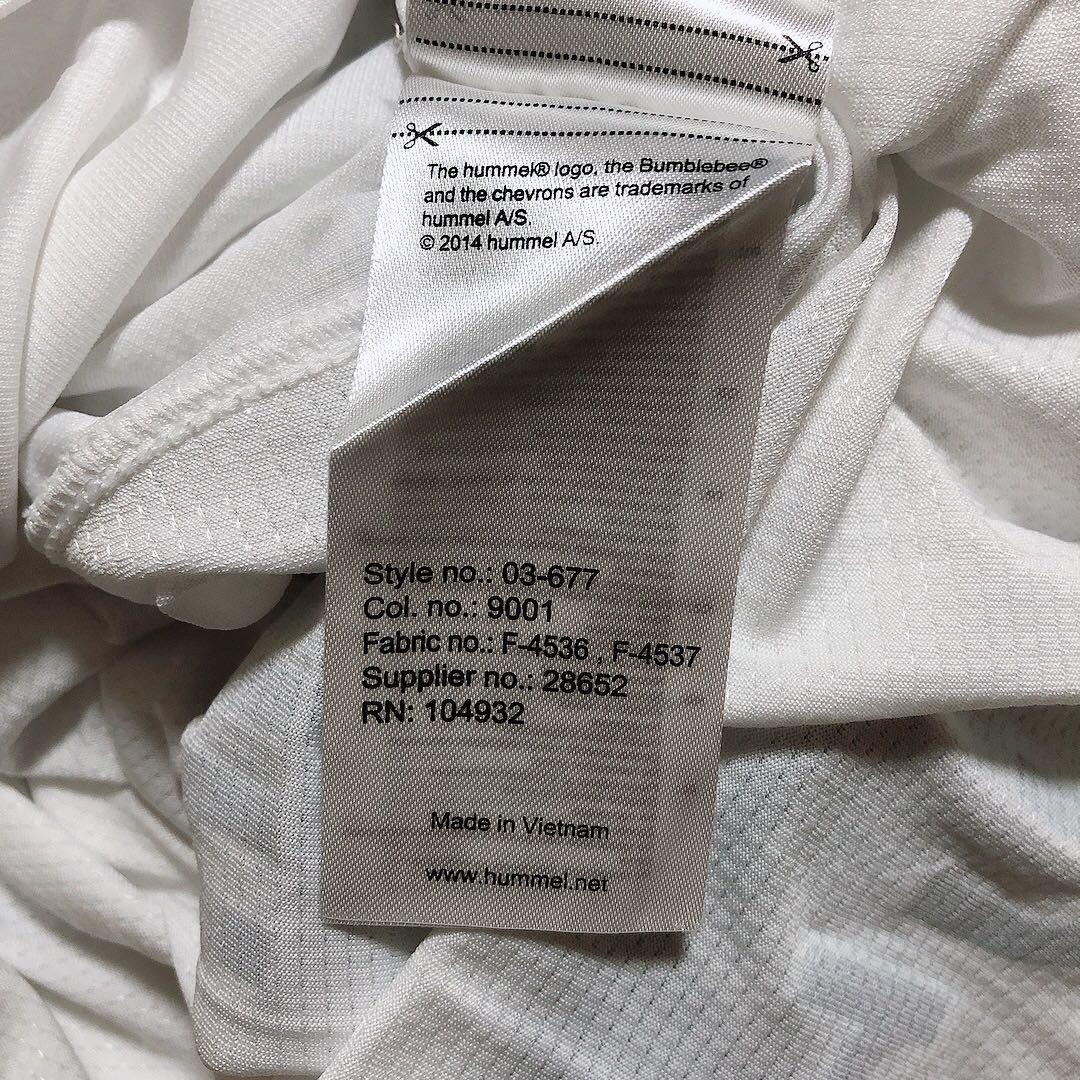 The hummel® logo, the Bumblebee®
and the chevrons are trademarks of
hummel A/S.
© 2014 hummel A/S.
Style no.: 03-677
Col. no.: 9001
Fabric no.: F-4536 , F-4537
Supplier no.: 28652
RN: 104932
Made in Vietnam
www.hummel.net